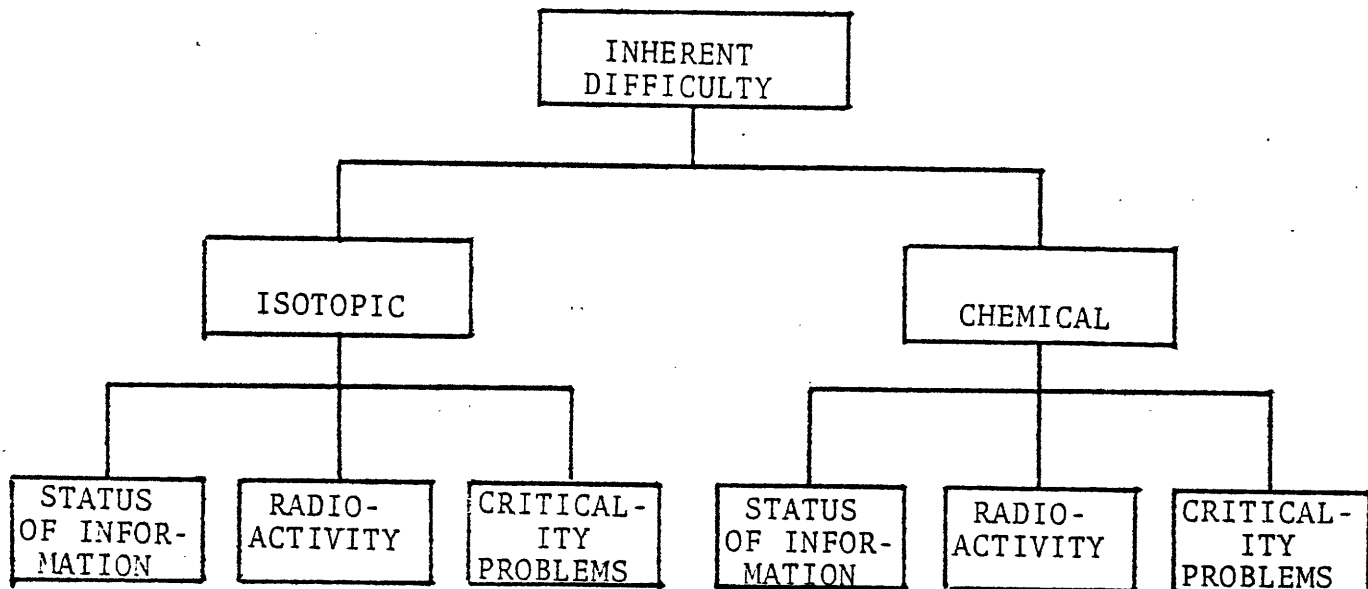 INHERENT
DIFFICULTY
ISOTOPIC
CHEMICAL
STATUS
OF INFOR-
MATION
RADIO-
ACTIVITY
CRITICAL-
ITY
PROBLEMS
STATUS
OF INFOR-
MATION
RADIO-
ACTIVITY
CRITICAL-
ITY
PROBLEMS